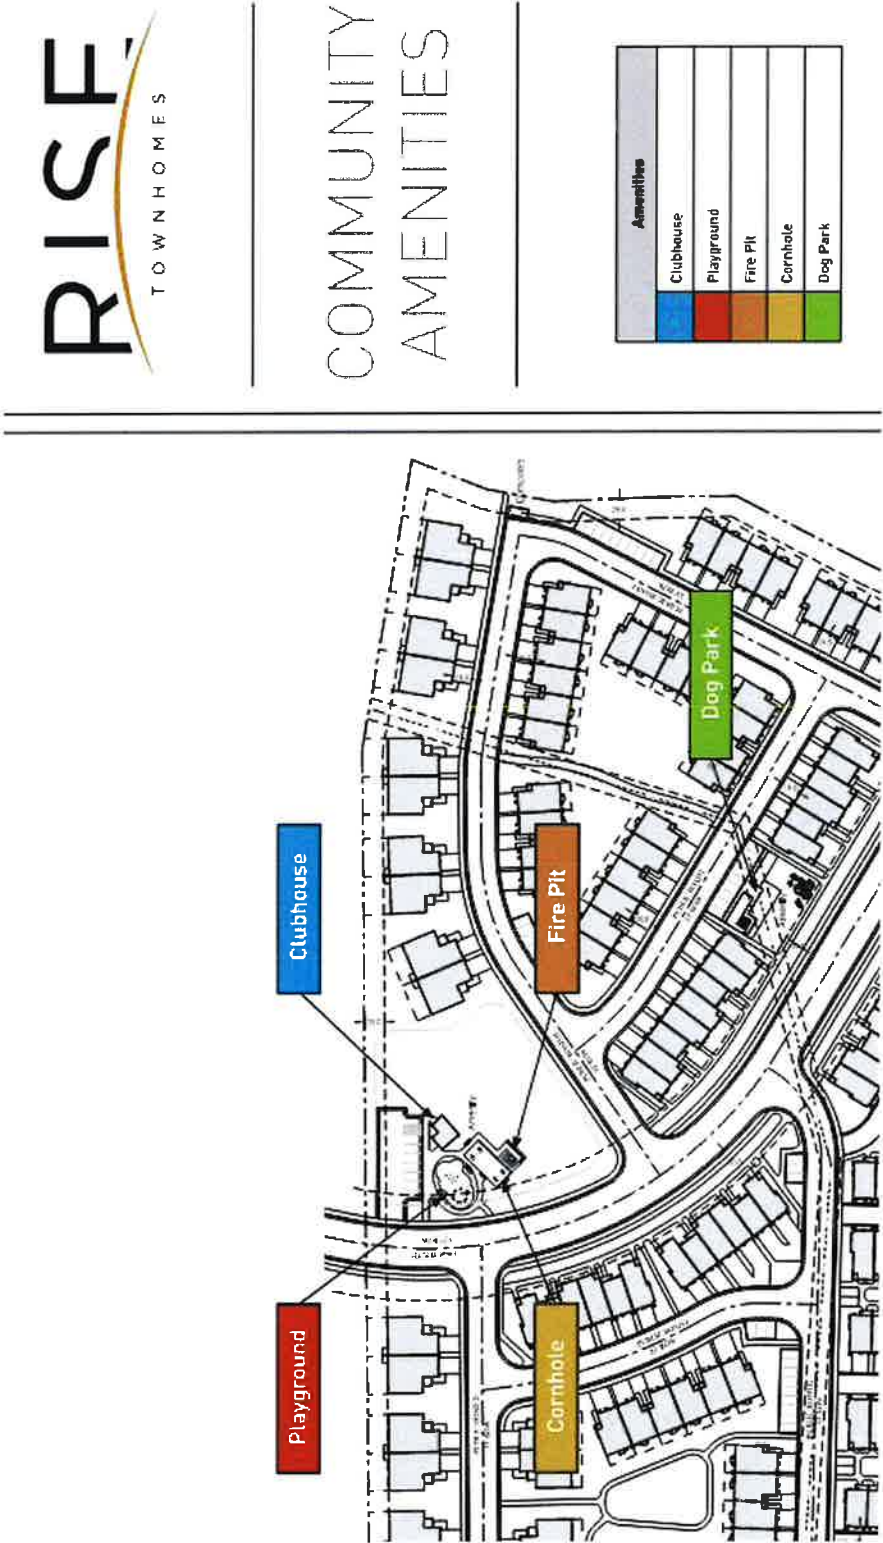 RISE
TOWNHOMES
COMMUNITY
AMENITIES
Amenities
Clubhouse
Playground
Fire Pit
Cornhole
Dog Park
Playground
Clubhouse
Cornhole
Fire Pit
Dog Park